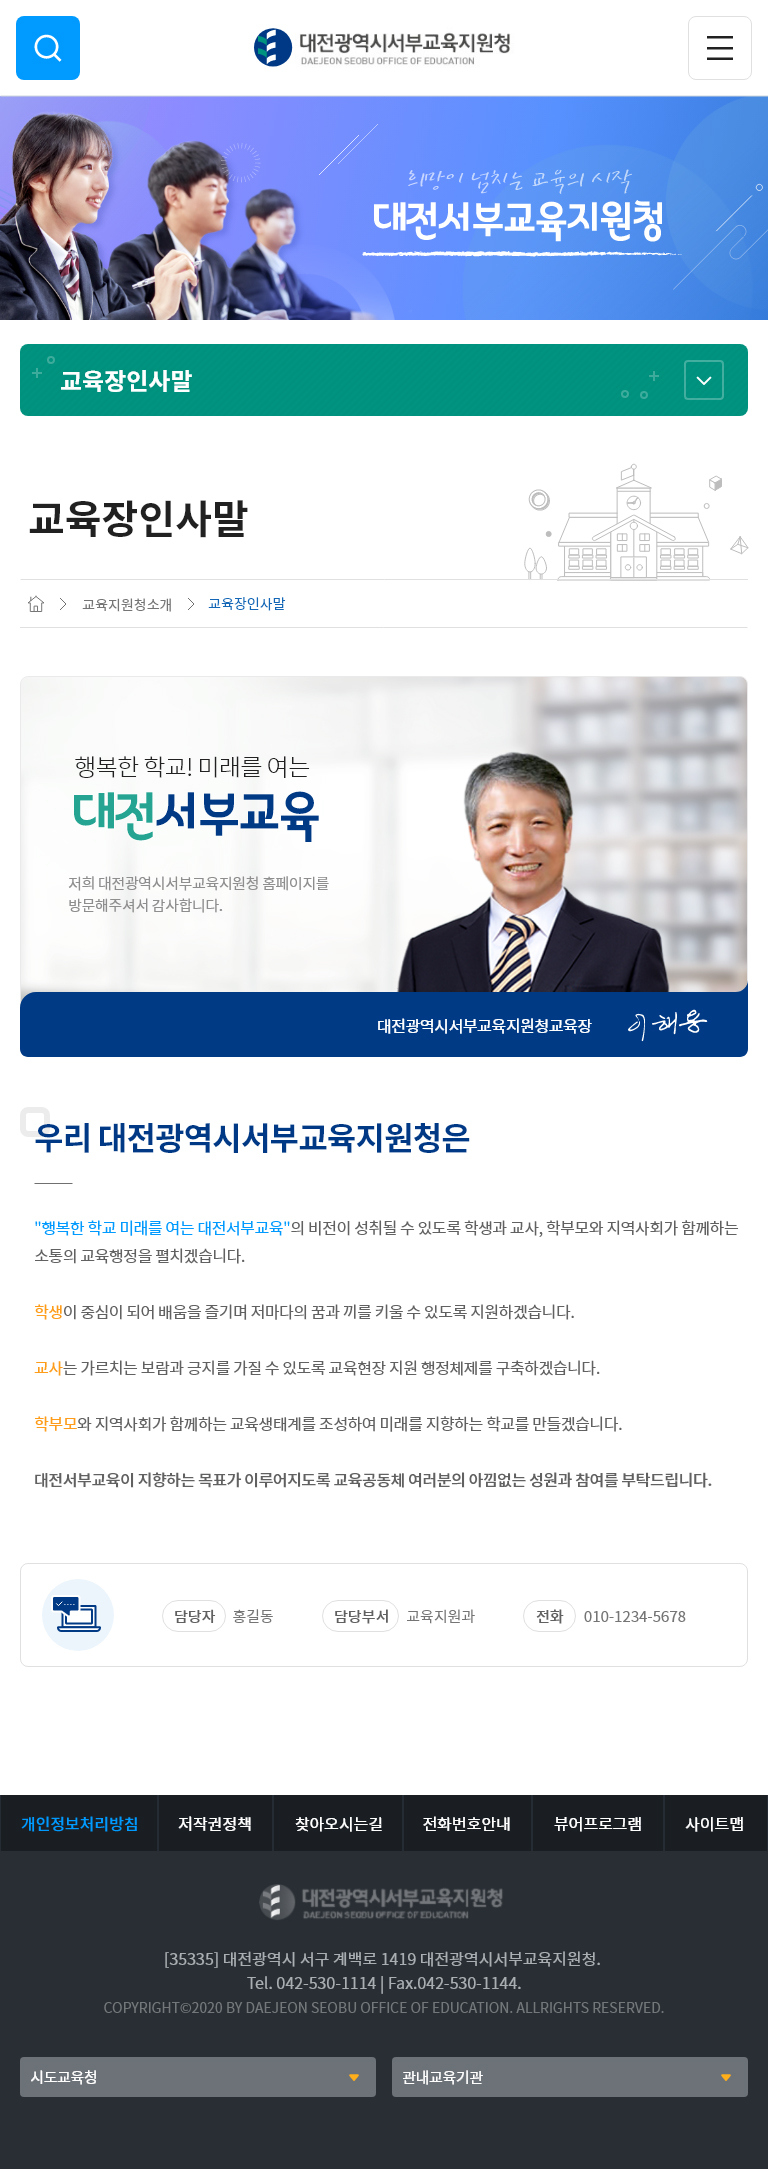 대전광역시서부교육지원청
DAEJEON SEOBU OFFICE OF EDUCATION
희망이 넘치는 교육의 시작
대전서부교육지원청
교육장인사말
교육장인사말
교육지원청소개
교육장인사말
행복한 학교! 미래를 여는
대전서부교육
저희 대전광역시서부교육지원청 홈페이지를
방문해주셔서 감사합니다.
대전광역시서부교육지원청교육장
이해용
우리 대전광역시서부교육지원청은
"행복한 학교 미래를 여는 대전서부교육"의 비전이 성취될 수 있도록 학생과 교사, 학부모와 지역사회가 함께하는
소통의 교육행정을 펼치겠습니다.
학생이 중심이 되어 배움을 즐기며 저마다의 꿈과 끼를 키울 수 있도록 지원하겠습니다.
교사는 가르치는 보람과 긍지를 가질 수 있도록 교육현장 지원 행정체제를 구축하겠습니다.
학부모와 지역사회가 함께하는 교육생태계를 조성하여 미래를 지향하는 학교를 만들겠습니다.
대전서부교육이 지향하는 목표가 이루어지도록 교육공동체 여러분의 아낌없는 성원과 참여를 부탁드립니다.
담당자 홍길동 담당부서 교육지원과 전화 010-1234-5678
개인정보처리방침 저작권정책 찾아오시는길 전화번호안내 뷰어프로그램 사이트맵
대전광역시서부교육지원청
DAEJEON SEOBU OFFICE OF EDUCATION
[35335] 대전광역시 서구 계백로 1419 대전광역시서부교육지원청.
Tel. 042-530-1114 | Fax.042-530-1144.
COPYRIGHT©2020 BY DAEJEON SEOBU OFFICE OF EDUCATION. ALLRIGHTS RESERVED.
시도교육청 관내교육기관